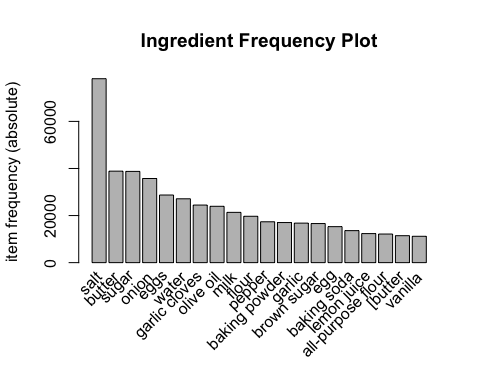 Ingredient Frequency Plot
item frequency (absolute)
60000
20000
0
salt
butter
sugar
onion
eggs
water
garlic cloves
olive oil
milk
flour
pepper
baking powder
garlic
brown sugar
egg
baking soda
lemon juice
all-purpose flour
[butter
vanilla